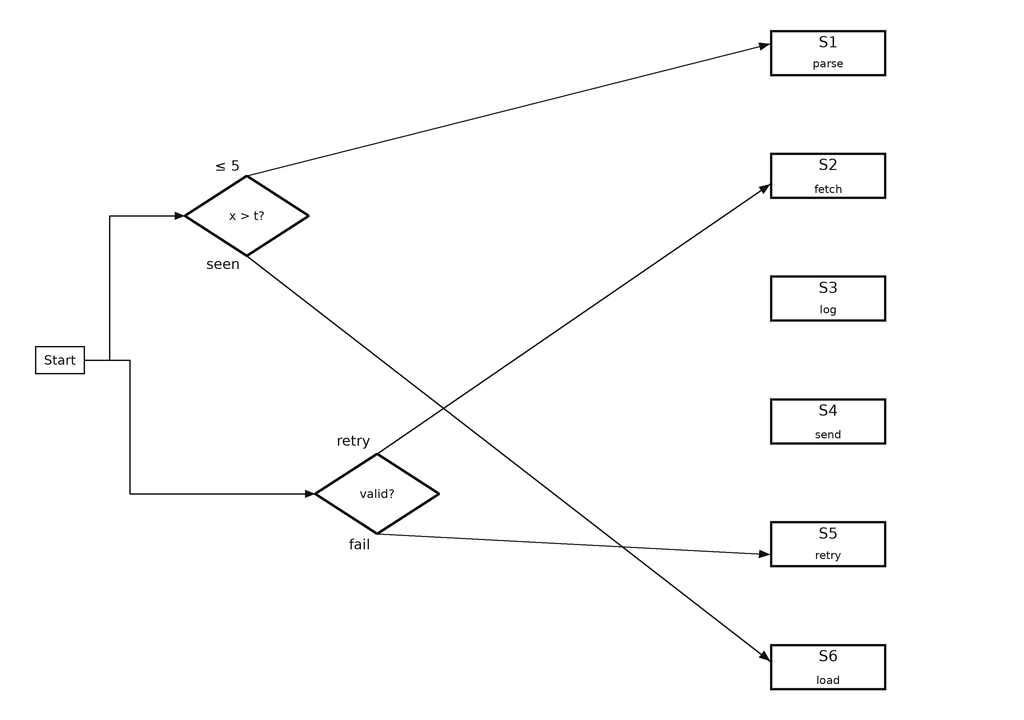 S1
parse
≤ 5
S2
fetch
x > t?
seen
S3
log
Start
S4
send
retry
valid?
fail
S5
retry
S6
load